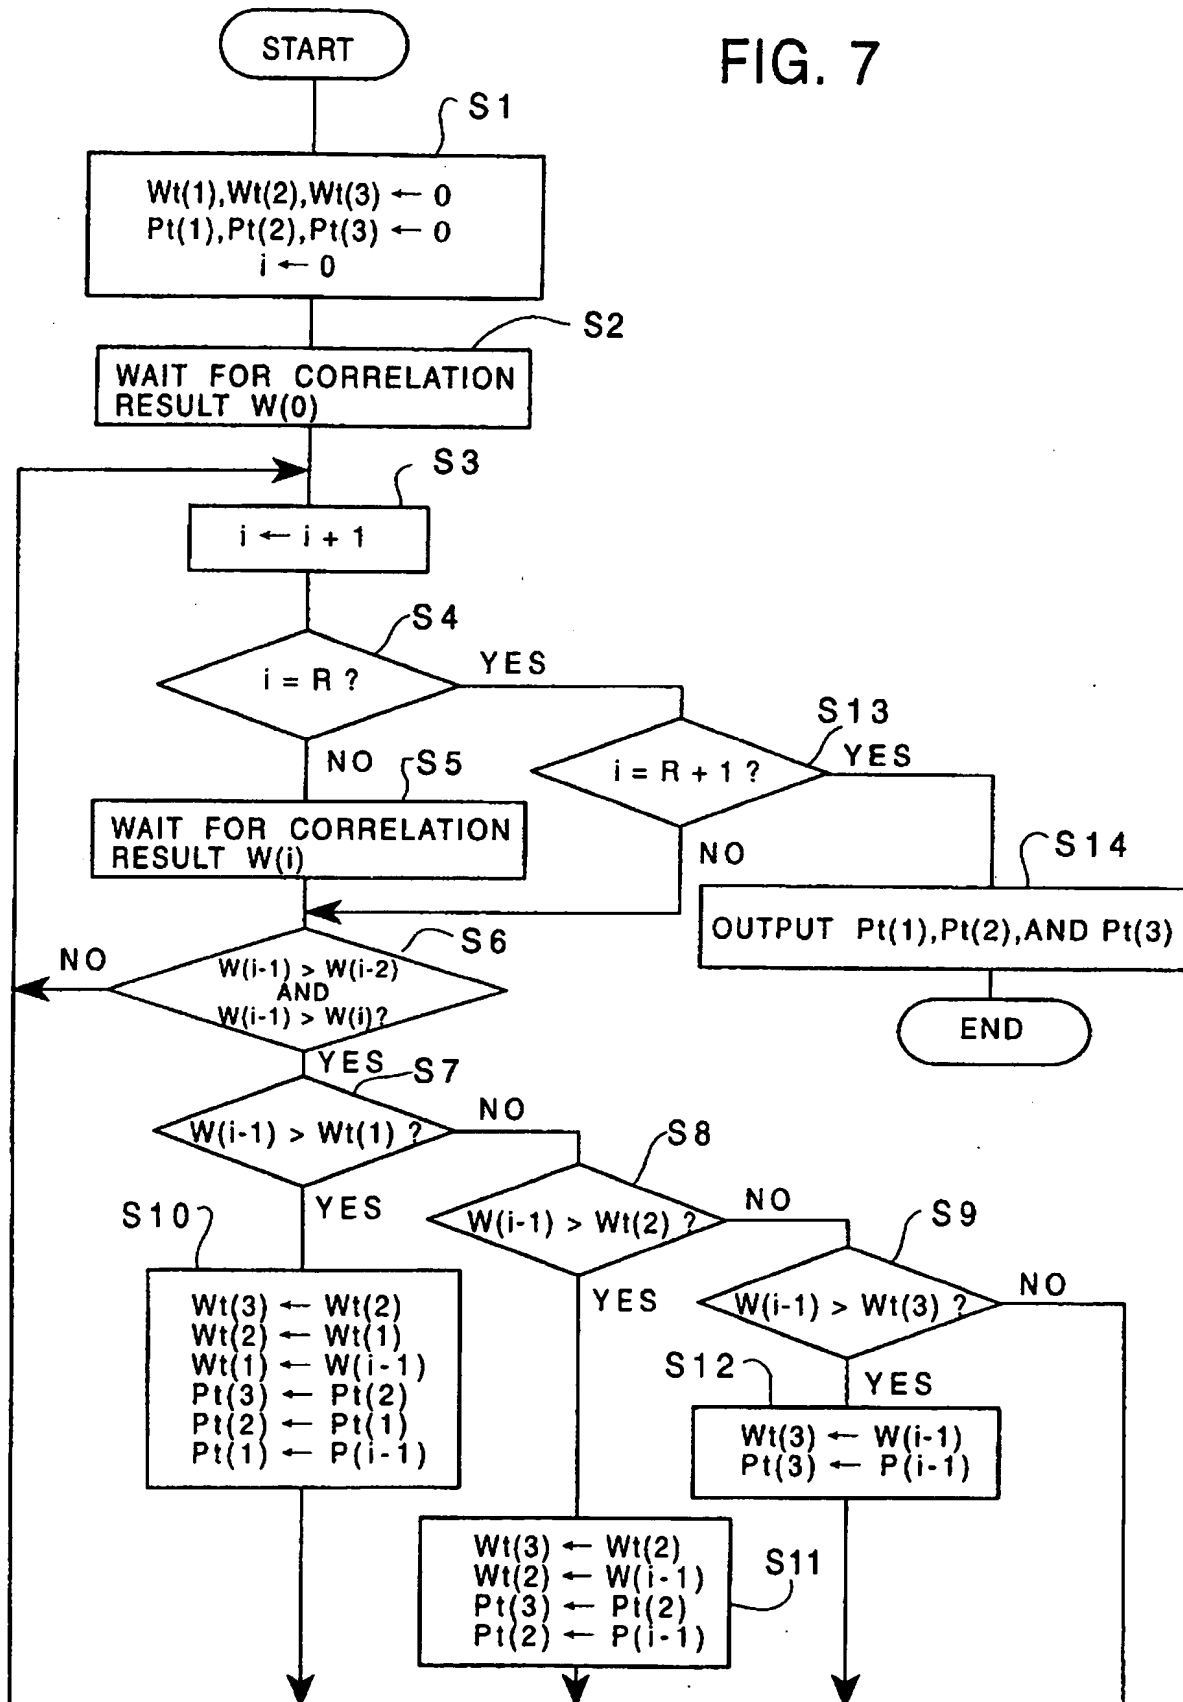 FIG. 7
START
S1
Wt(1),Wt(2),Wt(3) ← 0
Pt(1),Pt(2),Pt(3) ← 0
i ← 0
S2
WAIT FOR CORRELATION
RESULT W(0)
S3
i ← i + 1
S4
i = R ?
YES
NO
S13
i = R + 1 ?
YES
NO
S5
WAIT FOR CORRELATION
RESULT W(i)
S14
OUTPUT Pt(1),Pt(2),AND Pt(3)
END
S6
W(i-1) > W(i-2)
AND
W(i-1) > W(i)?
NO
YES
S7
W(i-1) > Wt(1) ?
NO
YES
S8
W(i-1) > Wt(2) ?
NO
YES
S9
W(i-1) > Wt(3) ?
NO
YES
S10
Wt(3) ← Wt(2)
Wt(2) ← Wt(1)
Wt(1) ← W(i-1)
Pt(3) ← Pt(2)
Pt(2) ← Pt(1)
Pt(1) ← P(i-1)
S12
Wt(3) ← W(i-1)
Pt(3) ← P(i-1)
S11
Wt(3) ← Wt(2)
Wt(2) ← W(i-1)
Pt(3) ← Pt(2)
Pt(2) ← P(i-1)